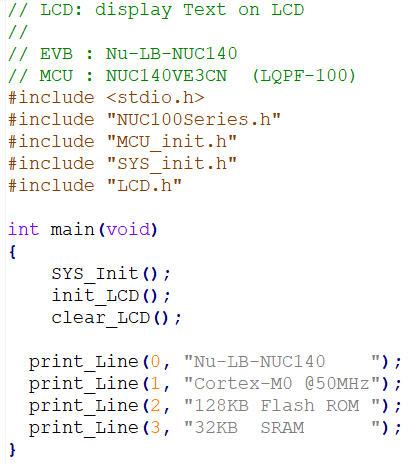 // LCD: display Text on LCD
//
// EVB : Nu-LB-NUC140
// MCU : NUC140VE3CN  (LQPF-100)
#include <stdio.h>
#include "NUC100Series.h"
#include "MCU_init.h"
#include "SYS_init.h"
#include "LCD.h"

int main(void)
{
    SYS_Init();
    init_LCD();
    clear_LCD();

  print_Line(0, "Nu-LB-NUC140    ");
  print_Line(1, "Cortex-M0 @50MHz");
  print_Line(2, "128KB Flash ROM ");
  print_Line(3, "32KB  SRAM      ");
}